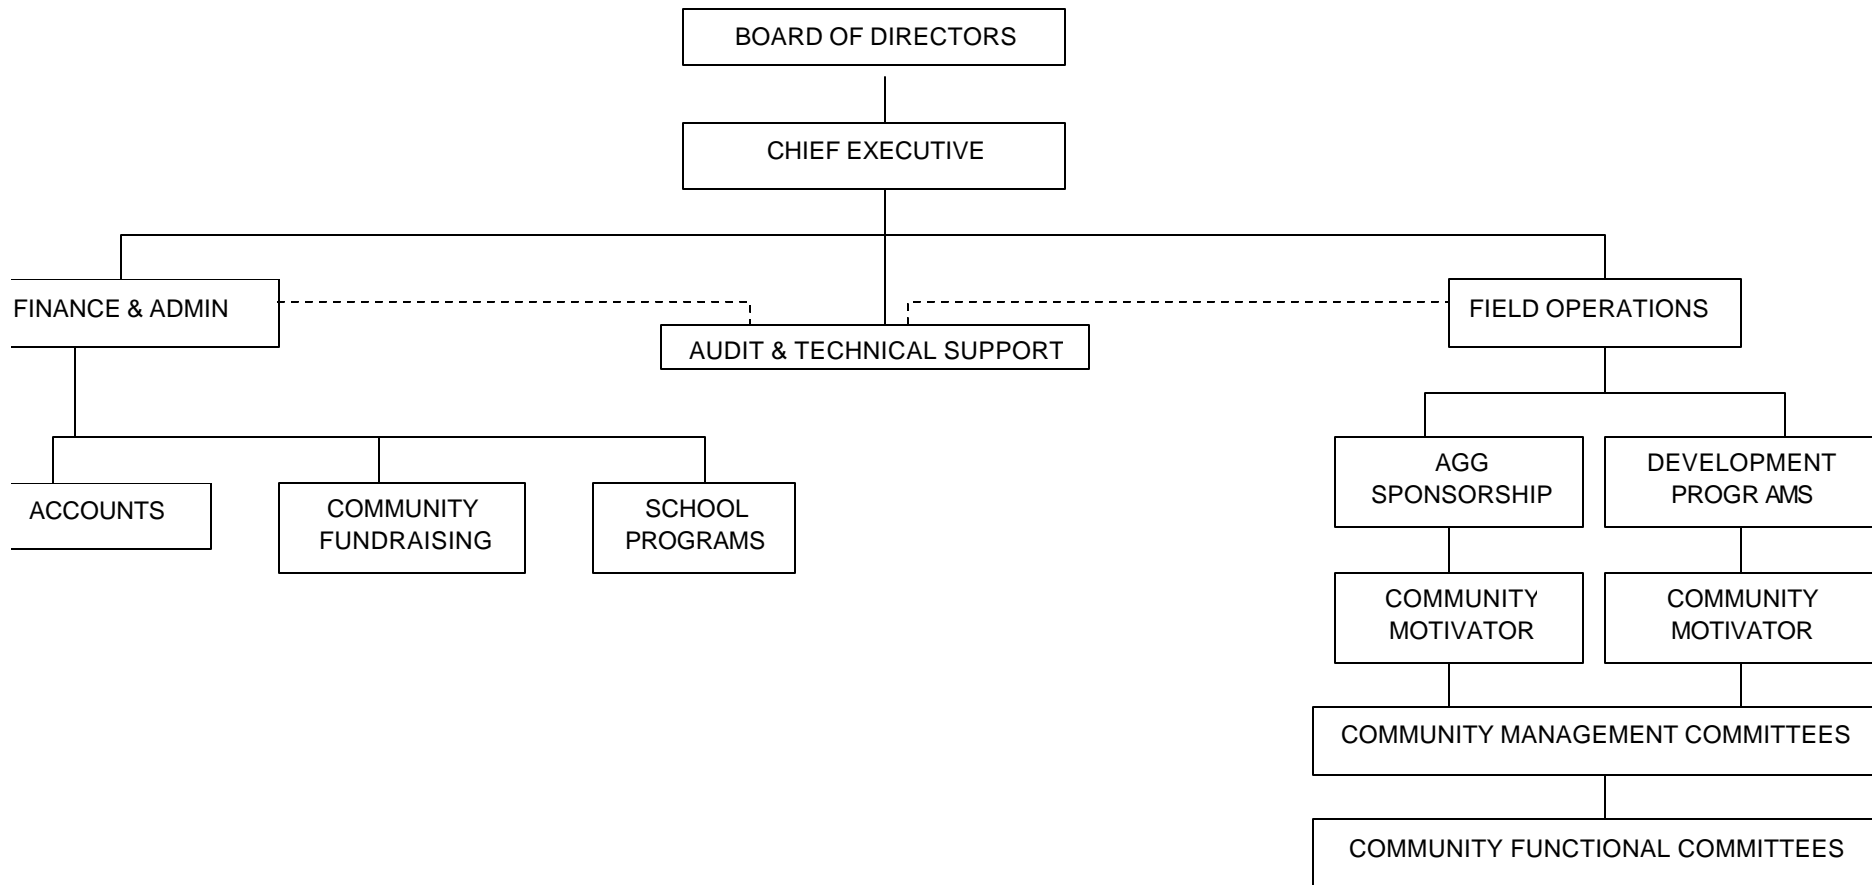 BOARD OF DIRECTORS
CHIEF EXECUTIVE
FINANCE & ADMIN
FIELD OPERATIONS
AUDIT & TECHNICAL SUPPORT
ACCOUNTS
COMMUNITY
FUNDRAISING
SCHOOL
PROGRAMS
AGG
SPONSORSHIP
DEVELOPMENT
PROGR AMS
COMMUNITY
MOTIVATOR
COMMUNITY
MOTIVATOR
COMMUNITY MANAGEMENT COMMITTEES
COMMUNITY FUNCTIONAL COMMITTEES